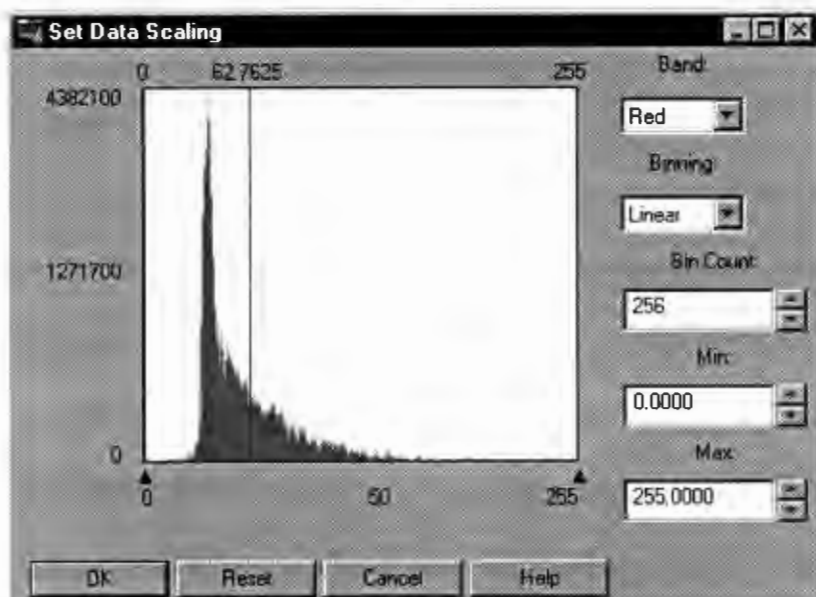 Set Data Scaling
0 62.7625 255
4382100
1271700
0
0 50 255
Band:
Red
Binning:
Linear
Bin Count:
256
Min:
0.0000
Max:
255.0000
OK Reset Cancel Help